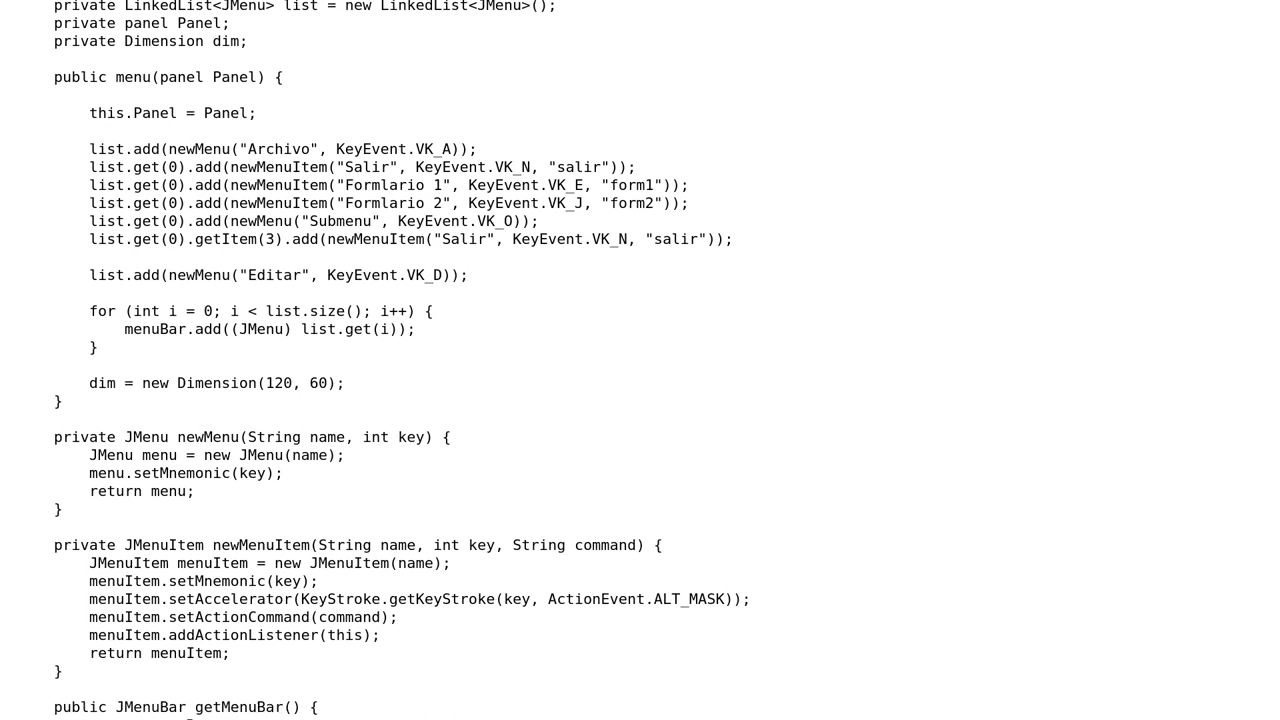 private LinkedList<JMenu> list = new LinkedList<JMenu>();
private panel Panel;
private Dimension dim;
public menu(panel Panel) {
this.Panel = Panel;
list.add(newMenu("Archivo", KeyEvent.VK_A));
list.get(0).add(newMenuItem("Salir", KeyEvent.VK_N, "salir"));
list.get(0).add(newMenuItem("Formlario 1", KeyEvent.VK_E, "form1"));
list.get(0).add(newMenuItem("Formlario 2", KeyEvent.VK_J, "form2"));
list.get(0).add(newMenu("Submenu", KeyEvent.VK_O));
list.get(0).getItem(3).add(newMenuItem("Salir", KeyEvent.VK_N, "salir"));
list.add(newMenu("Editar", KeyEvent.VK_D));
for (int i = 0; i < list.size(); i++) {
menuBar.add((JMenu) list.get(i));
}
dim = new Dimension(120, 60);
}
private JMenu newMenu(String name, int key) {
JMenu menu = new JMenu(name);
menu.setMnemonic(key);
return menu;
}
private JMenuItem newMenuItem(String name, int key, String command) {
JMenuItem menuItem = new JMenuItem(name);
menuItem.setMnemonic(key);
menuItem.setAccelerator(KeyStroke.getKeyStroke(key, ActionEvent.ALT_MASK));
menuItem.setActionCommand(command);
menuItem.addActionListener(this);
return menuItem;
}
public JMenuBar getMenuBar() {